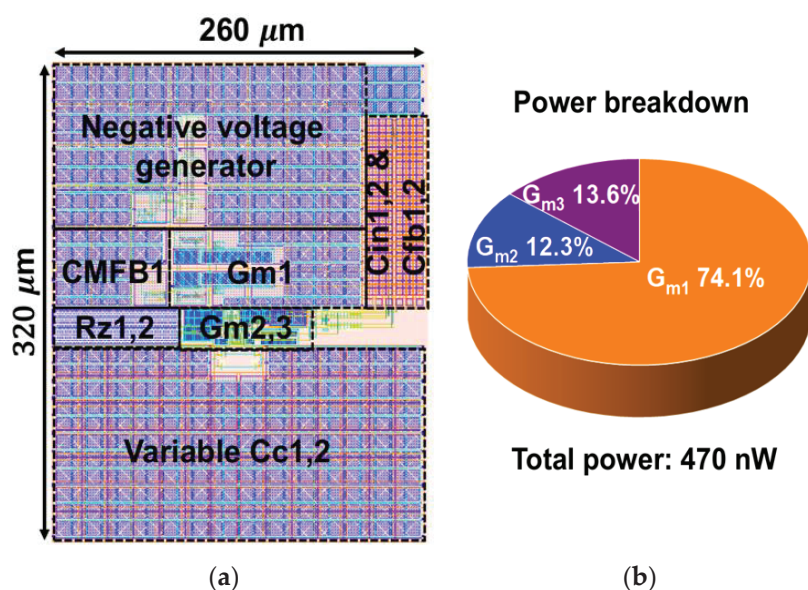 260 μm
320 μm
Negative voltage
generator
Cin1,2 &
Cfb1,2
CMFB1
Gm1
Rz1,2
Gm2,3
Variable Cc1,2
(a)
Power breakdown
Gm3 13.6%
Gm2 12.3%
Gm1 74.1%
Total power: 470 nW
(b)